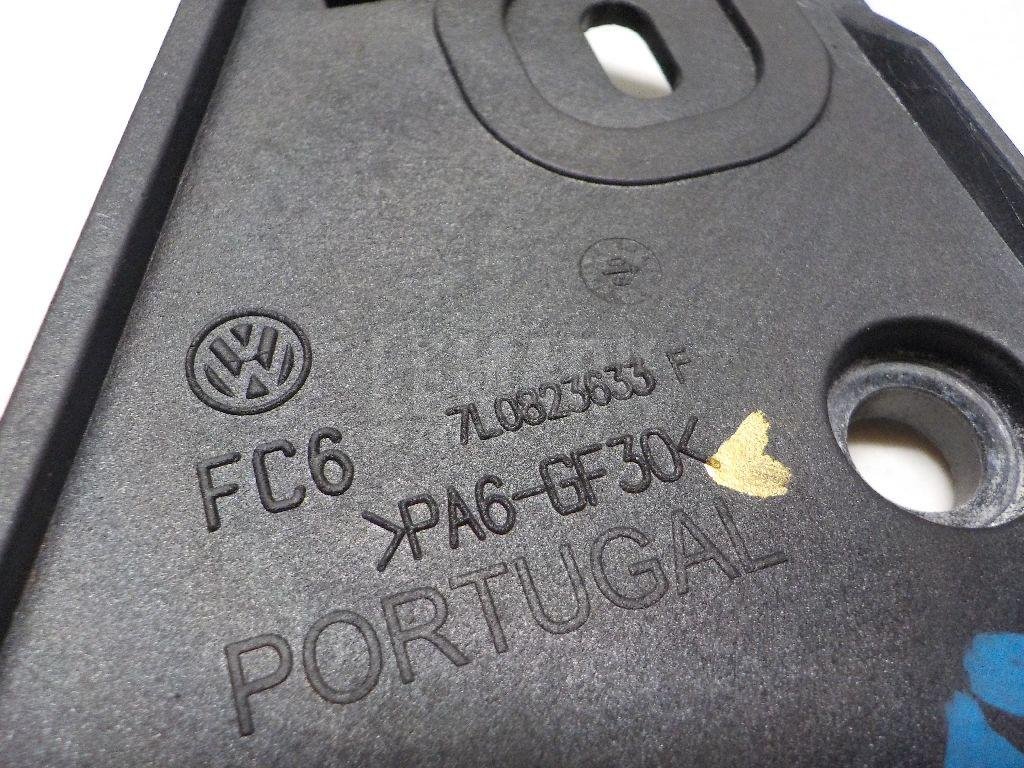 7L0823633 F
FC6
>PA6-GF30<
PORTUGAL